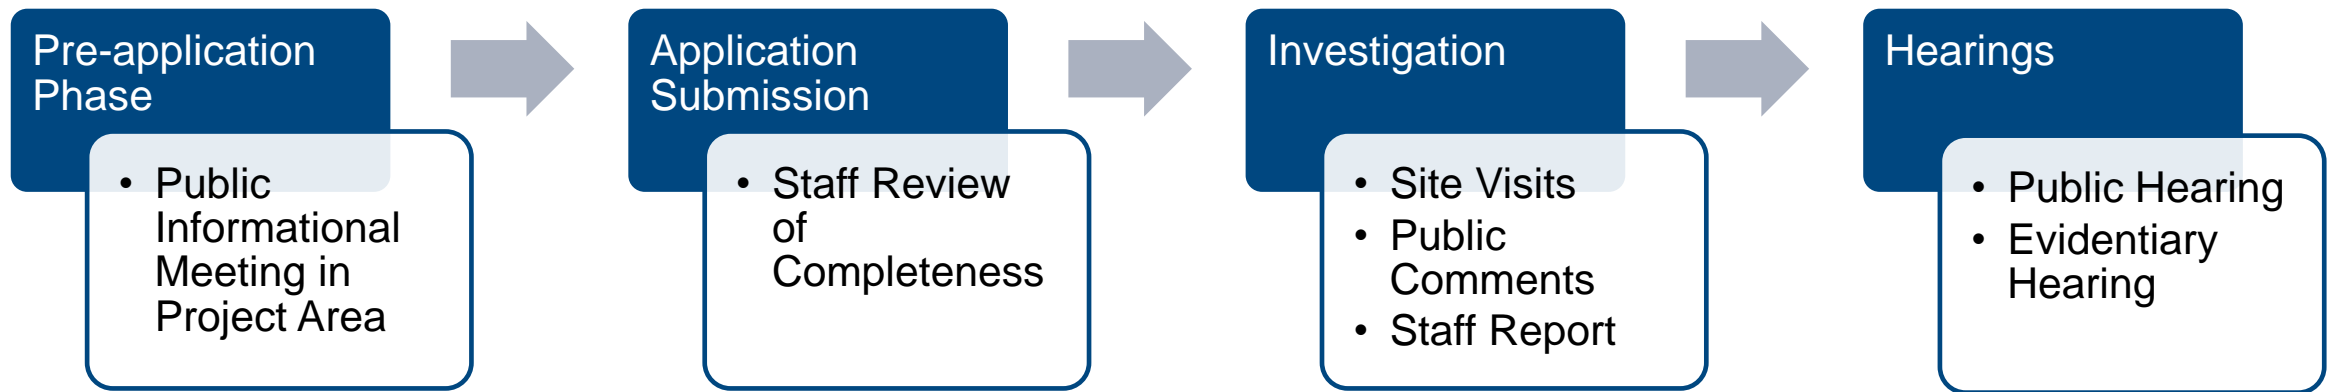 Pre-application
Phase
• Public
Informational
Meeting in
Project Area
Application
Submission
• Staff Review
of
Completeness
Investigation
• Site Visits
• Public
Comments
• Staff Report
Hearings
• Public Hearing
• Evidentiary
Hearing